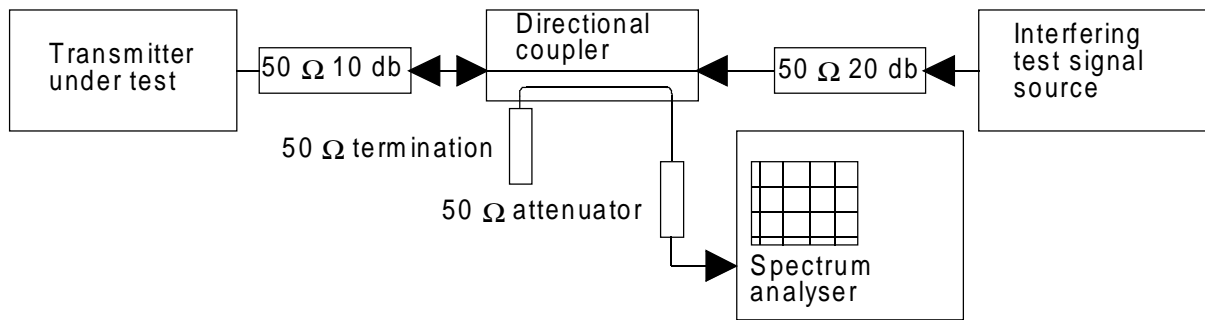 Transmitter
under test
50 Ω 10 db
Directional
coupler
50 Ω 20 db
Interfering
test signal
source
50 Ω termination
50 Ω attenuator
Spectrum
analyser